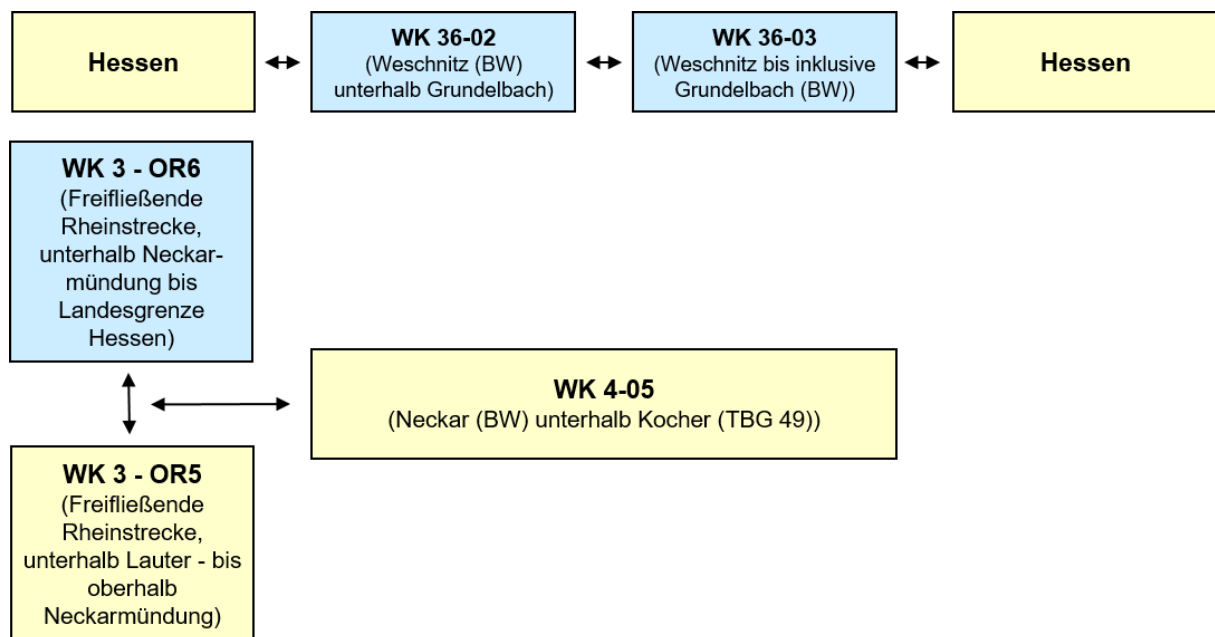 Hessen
WK 36-02
(Weschnitz (BW)
unterhalb Grundelbach)
WK 36-03
(Weschnitz bis inklusive
Grundelbach (BW))
Hessen
WK 3 - OR6
(Freifließende
Rheinstrecke,
unterhalb Neckar-
mündung bis
Landesgrenze
Hessen)
WK 4-05
(Neckar (BW) unterhalb Kocher (TBG 49))
WK 3 - OR5
(Freifließende
Rheinstrecke,
unterhalb Lauter - bis
oberhalb
Neckarmündung)